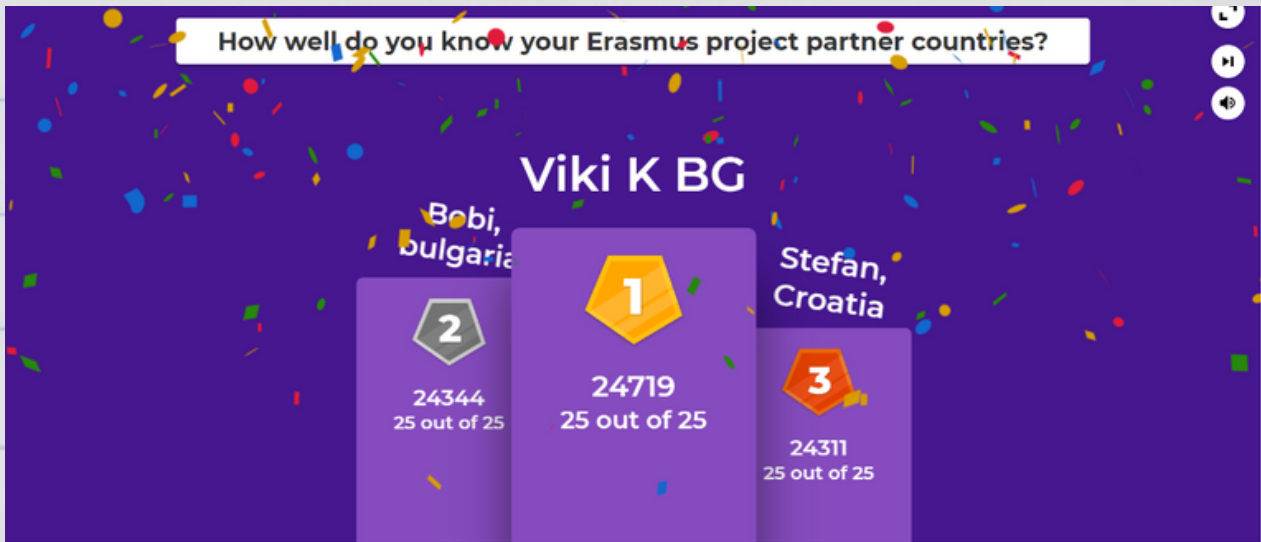 How well do you know your Erasmus project partner countries?
Viki K BG
Bobi,
bulgaria
Stefan,
Croatia
1
24719
25 out of 25
2
24344
25 out of 25
3
24311
25 out of 25